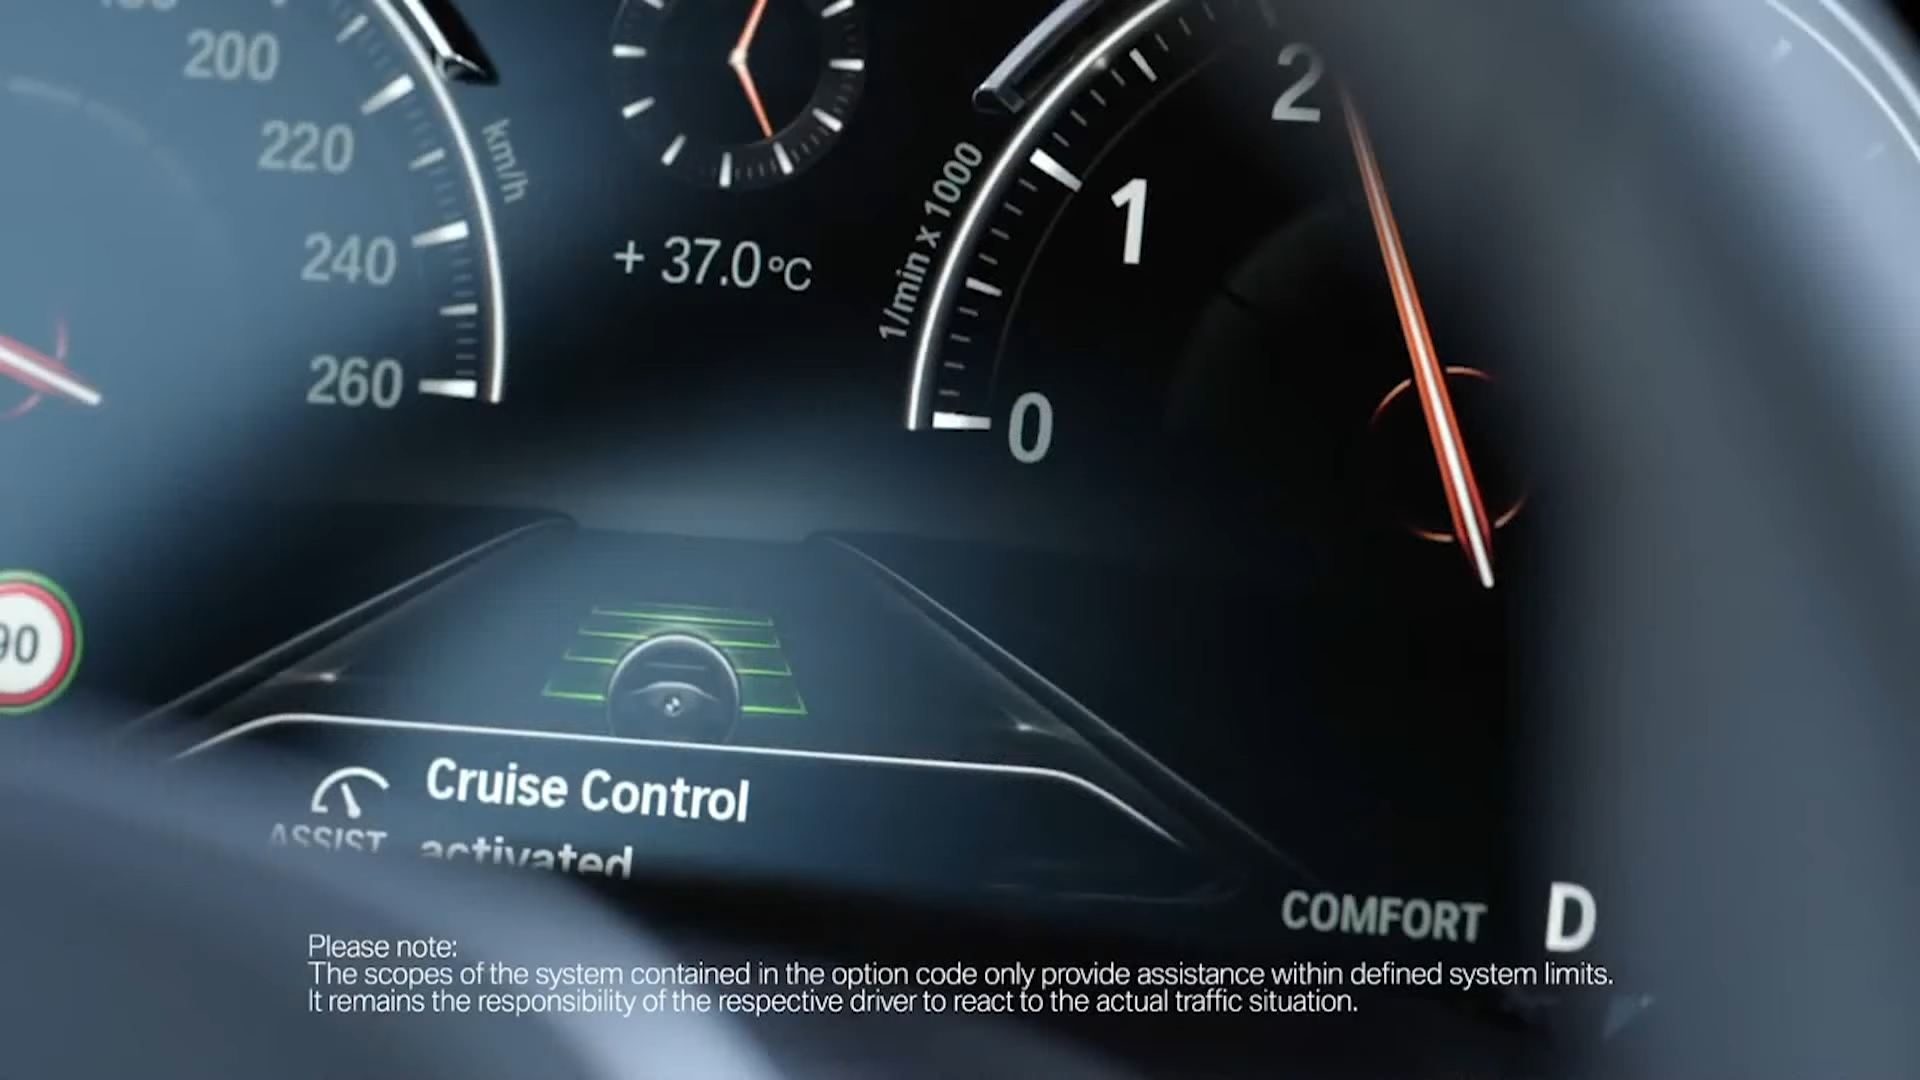 200
220
240
260
km/h
+ 37.0°C
1/min x 1000
2
1
0
90
Cruise Control
ASSIST activated
COMFORT D
Please note:
The scopes of the system contained in the option code only provide assistance within defined system limits.
It remains the responsibility of the respective driver to react to the actual traffic situation.